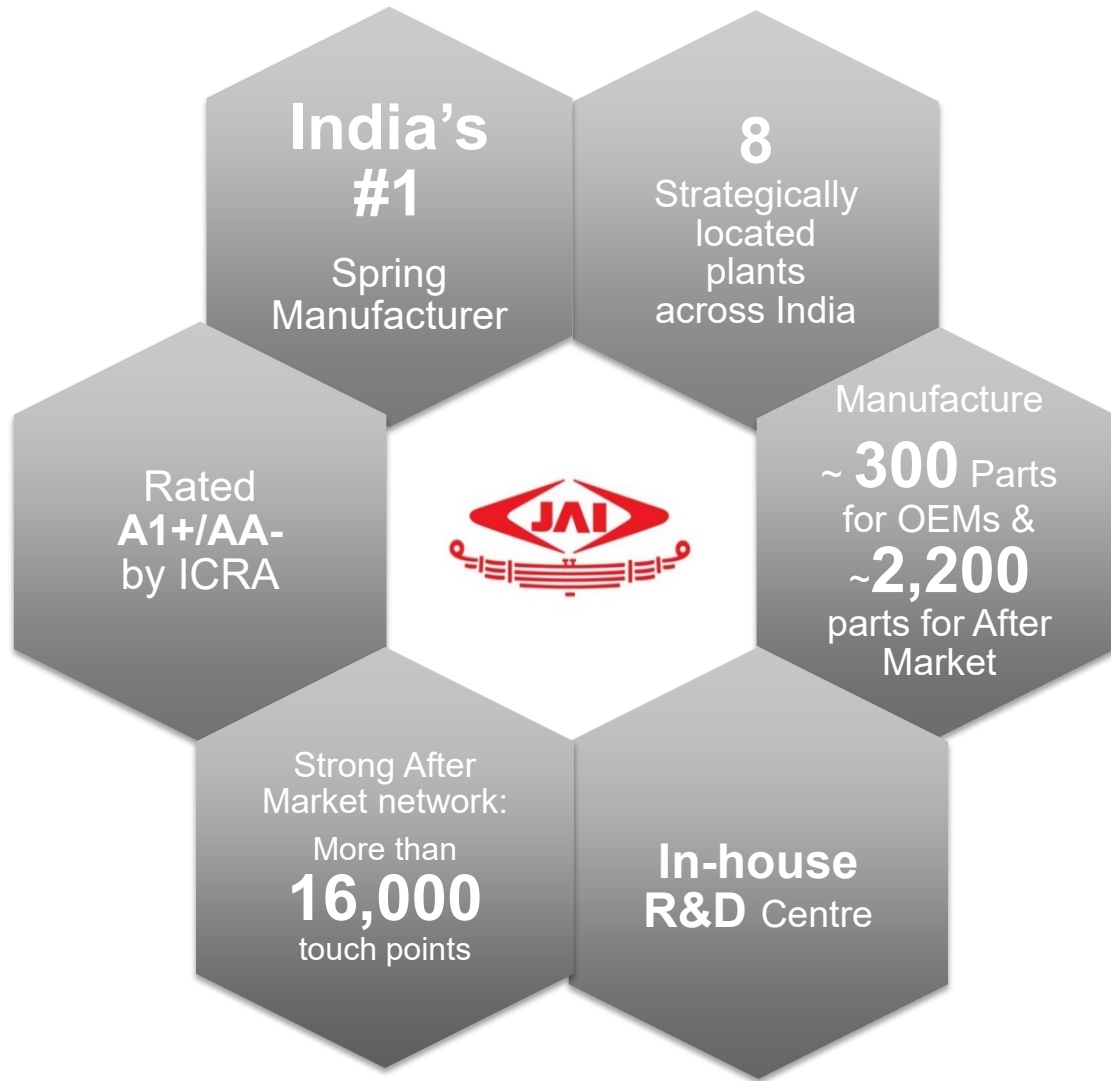 India's
#1
Spring
Manufacturer
8
Strategically
located
plants
across India
Manufacture
~ 300 Parts
for OEMs &
~2,200
parts for After
Market
Rated
A1+/AA-
by ICRA
JAI
Strong After
Market network:
More than
16,000
touch points
In-house
R&D Centre